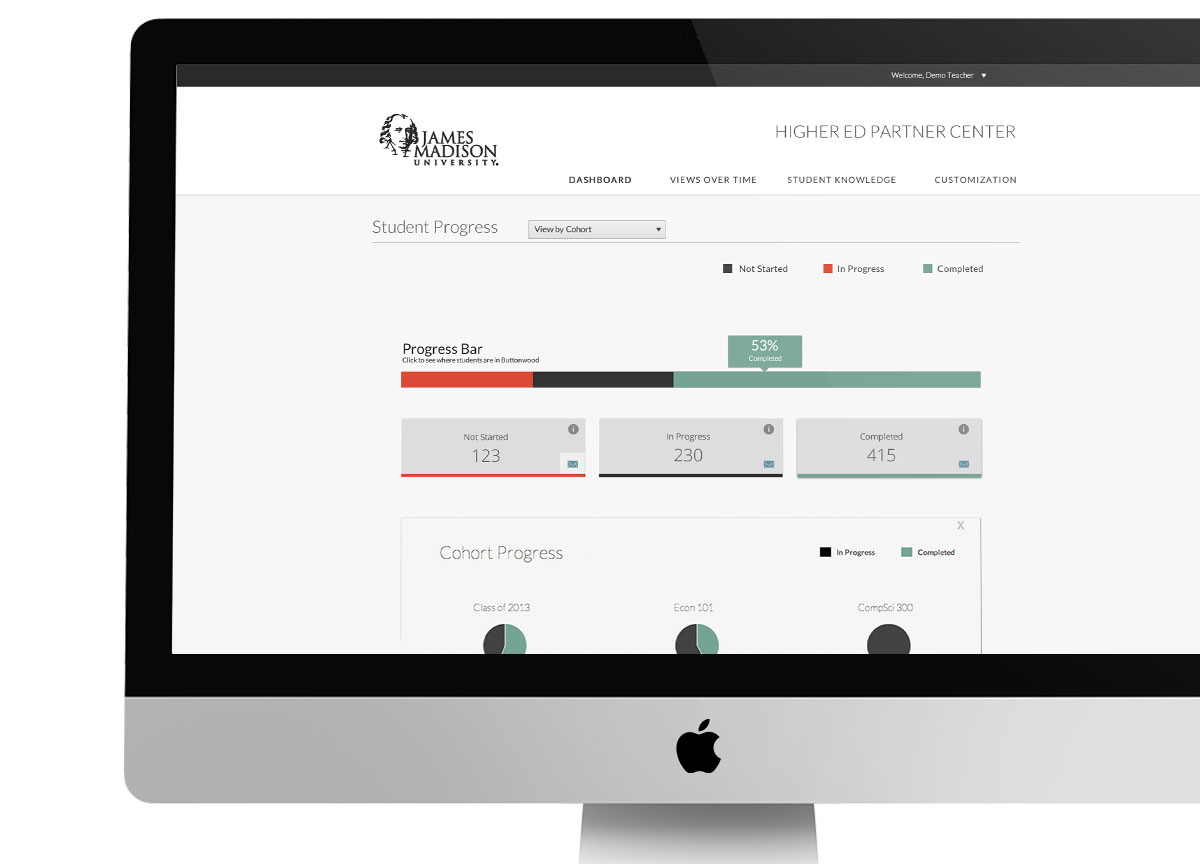 Welcome, Demo Teacher
JAMES
MADISON
UNIVERSITY.
HIGHER ED PARTNER CENTER
DASHBOARD VIEWS OVER TIME STUDENT KNOWLEDGE CUSTOMIZATION
Student Progress View by Cohort
Not Started In Progress Completed
53%
Completed
Progress Bar
Click to see where students are in Buttonwood
Not Started In Progress Completed
123 230 415
X
Cohort Progress In Progress Completed
Class of 2013 Econ 101 CompSci 300